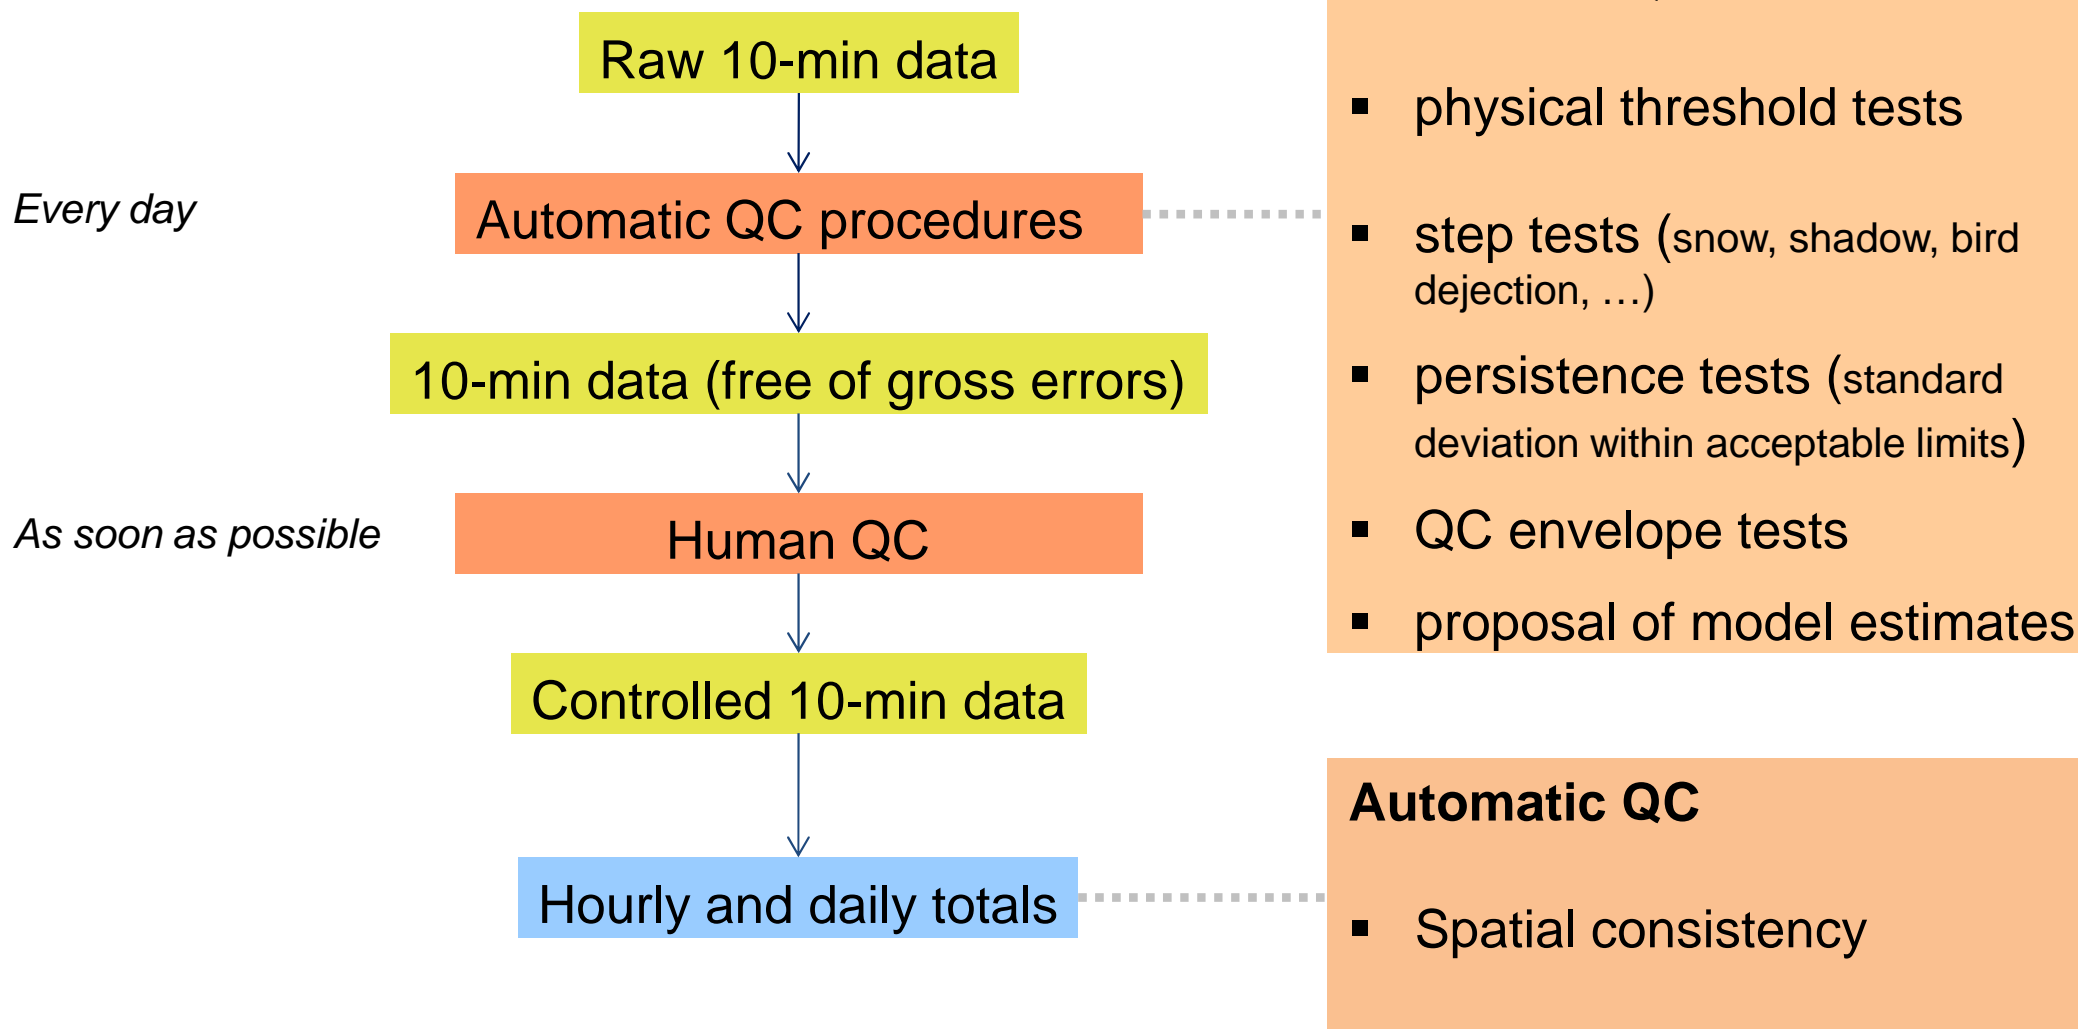 Raw 10-min data
Every day
Automatic QC procedures
10-min data (free of gross errors)
As soon as possible
Human QC
Controlled 10-min data
Hourly and daily totals
▪ physical threshold tests
▪ step tests (snow, shadow, bird
dejection, …)
▪ persistence tests (standard
deviation within acceptable limits)
▪ QC envelope tests
▪ proposal of model estimates
Automatic QC
▪ Spatial consistency